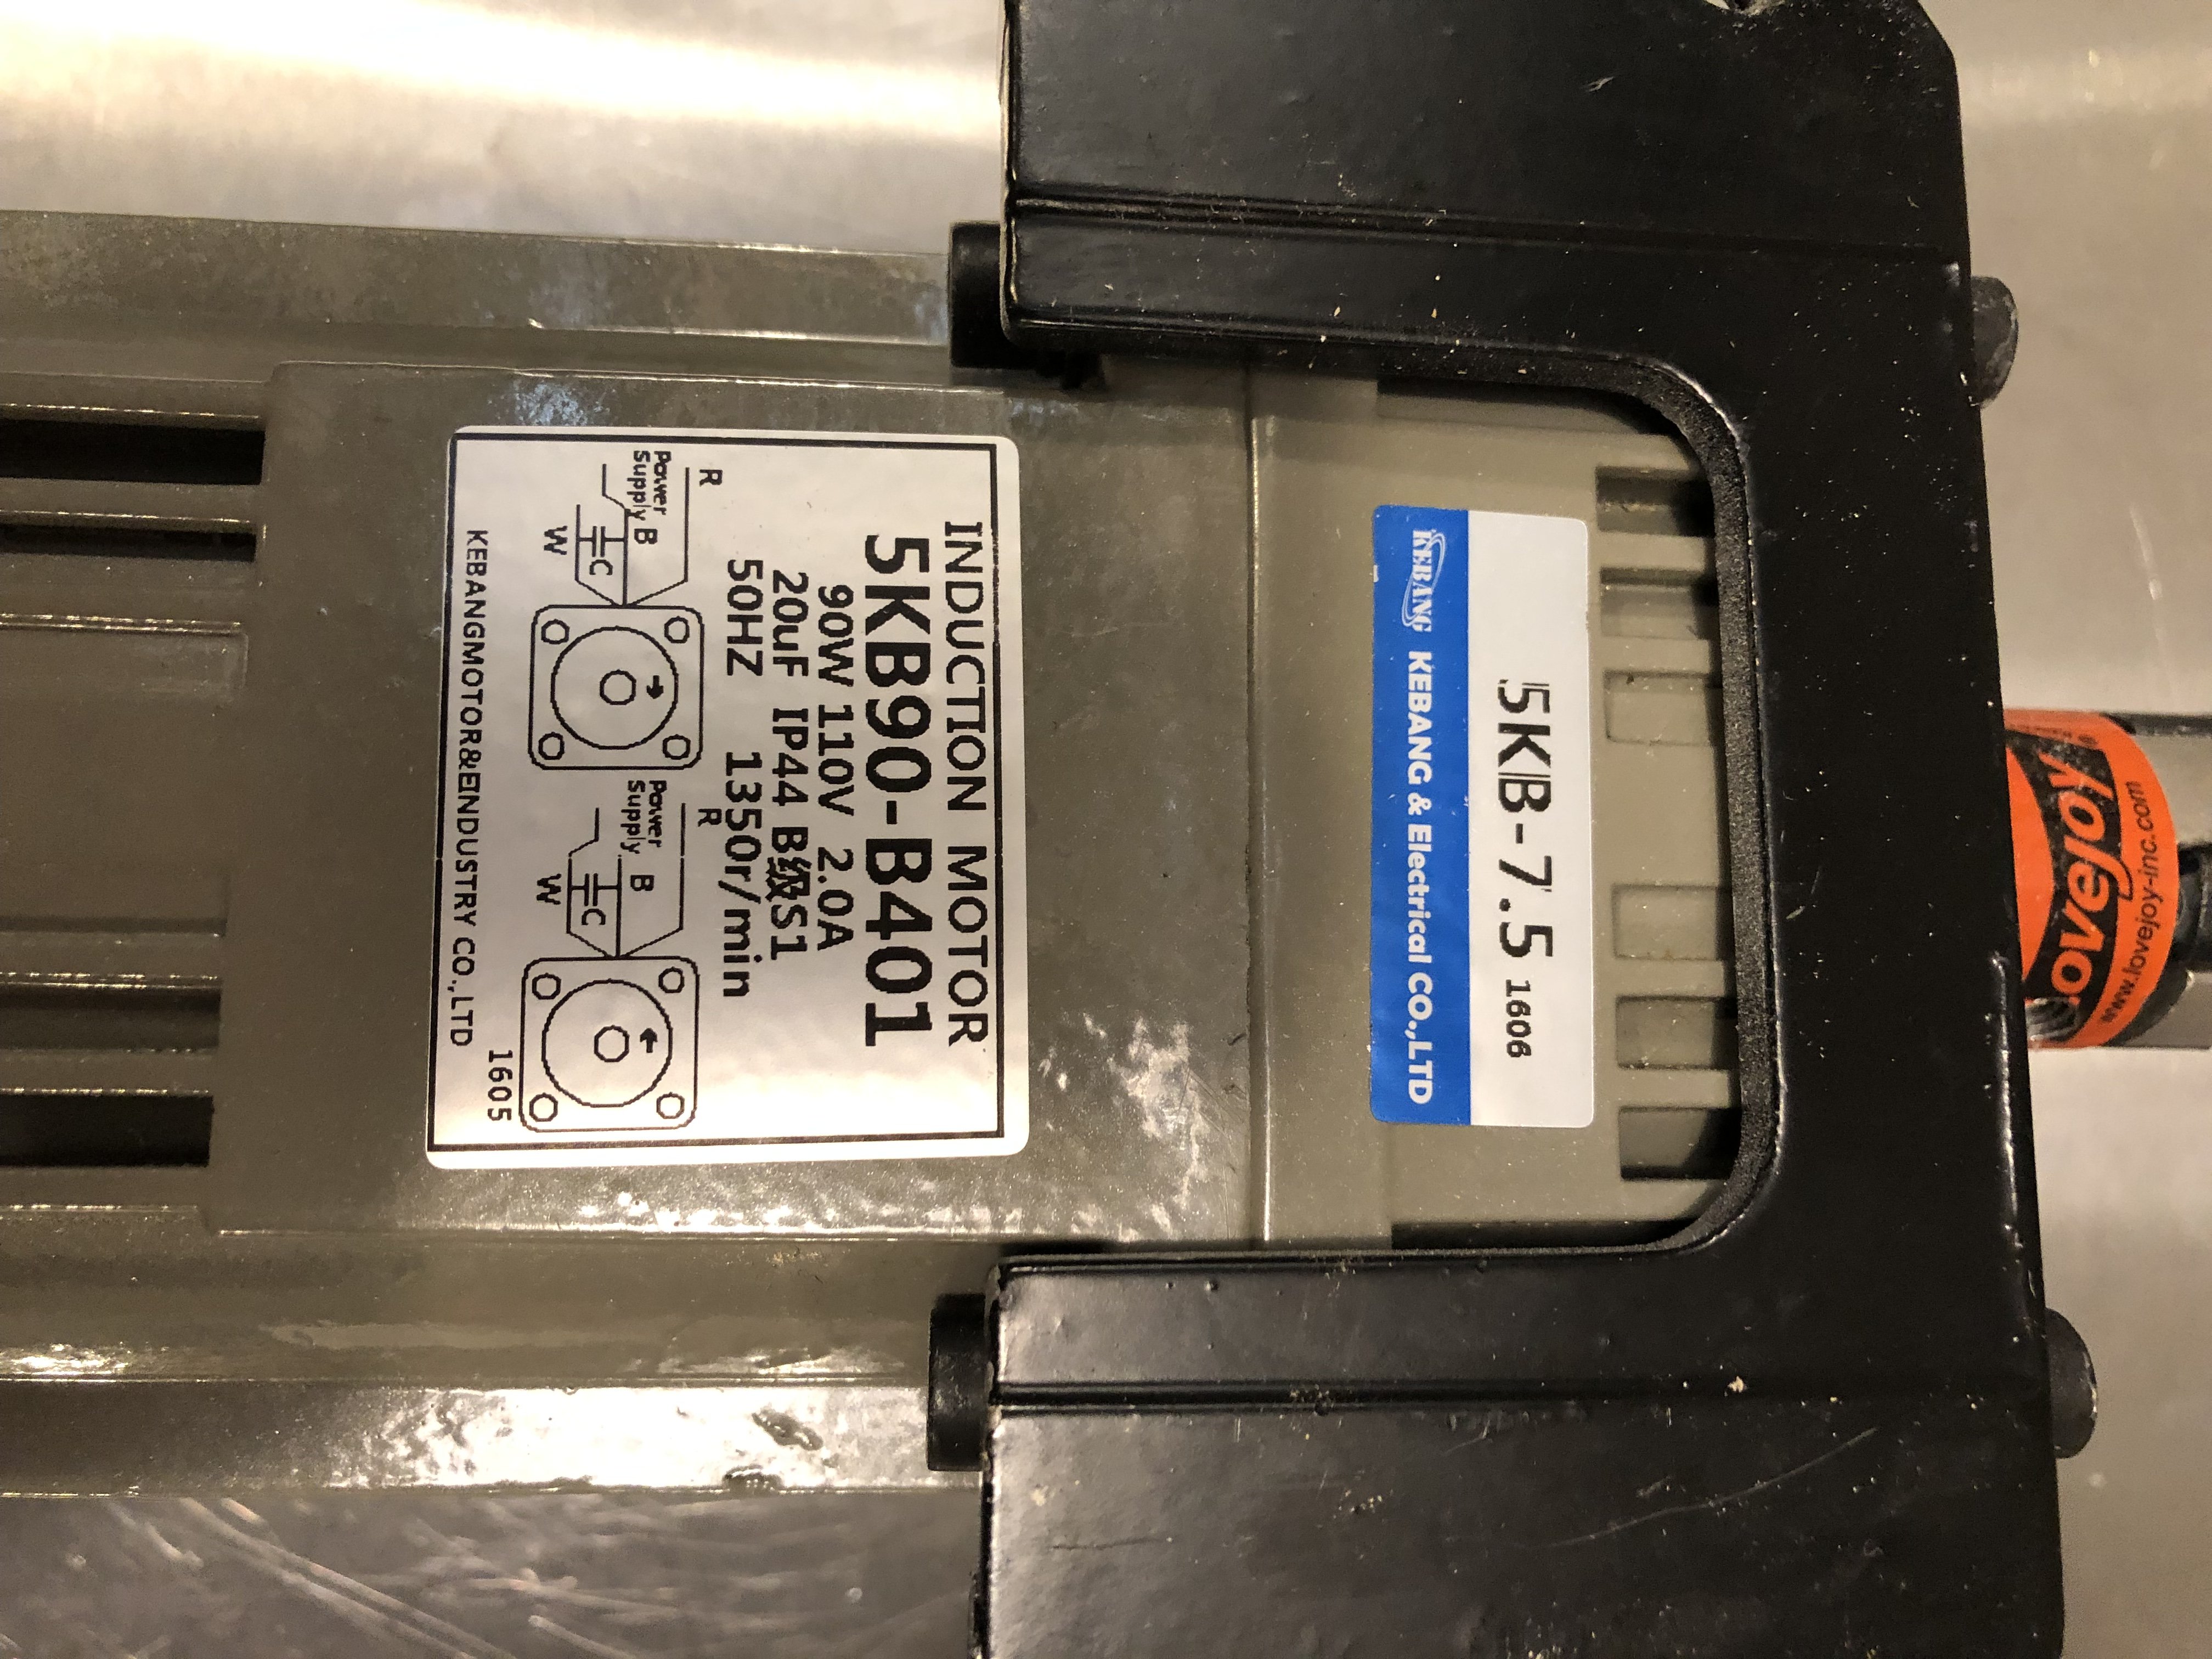 INDUCTION MOTOR
5KB90-B401
90W 110V 2.0A
20uF IP44 B级S1
50HZ 1350r/min
R
Power
Supply
B
C
W
R
Power
Supply
B
C
W
1605
KEBANGMOTOR&EINDUSTRY CO.,LTD
5KB-7.5 1606
KEBANG KEBANG & Electrical CO.,LTD
Lovejoy
www.lovejoy-inc.com